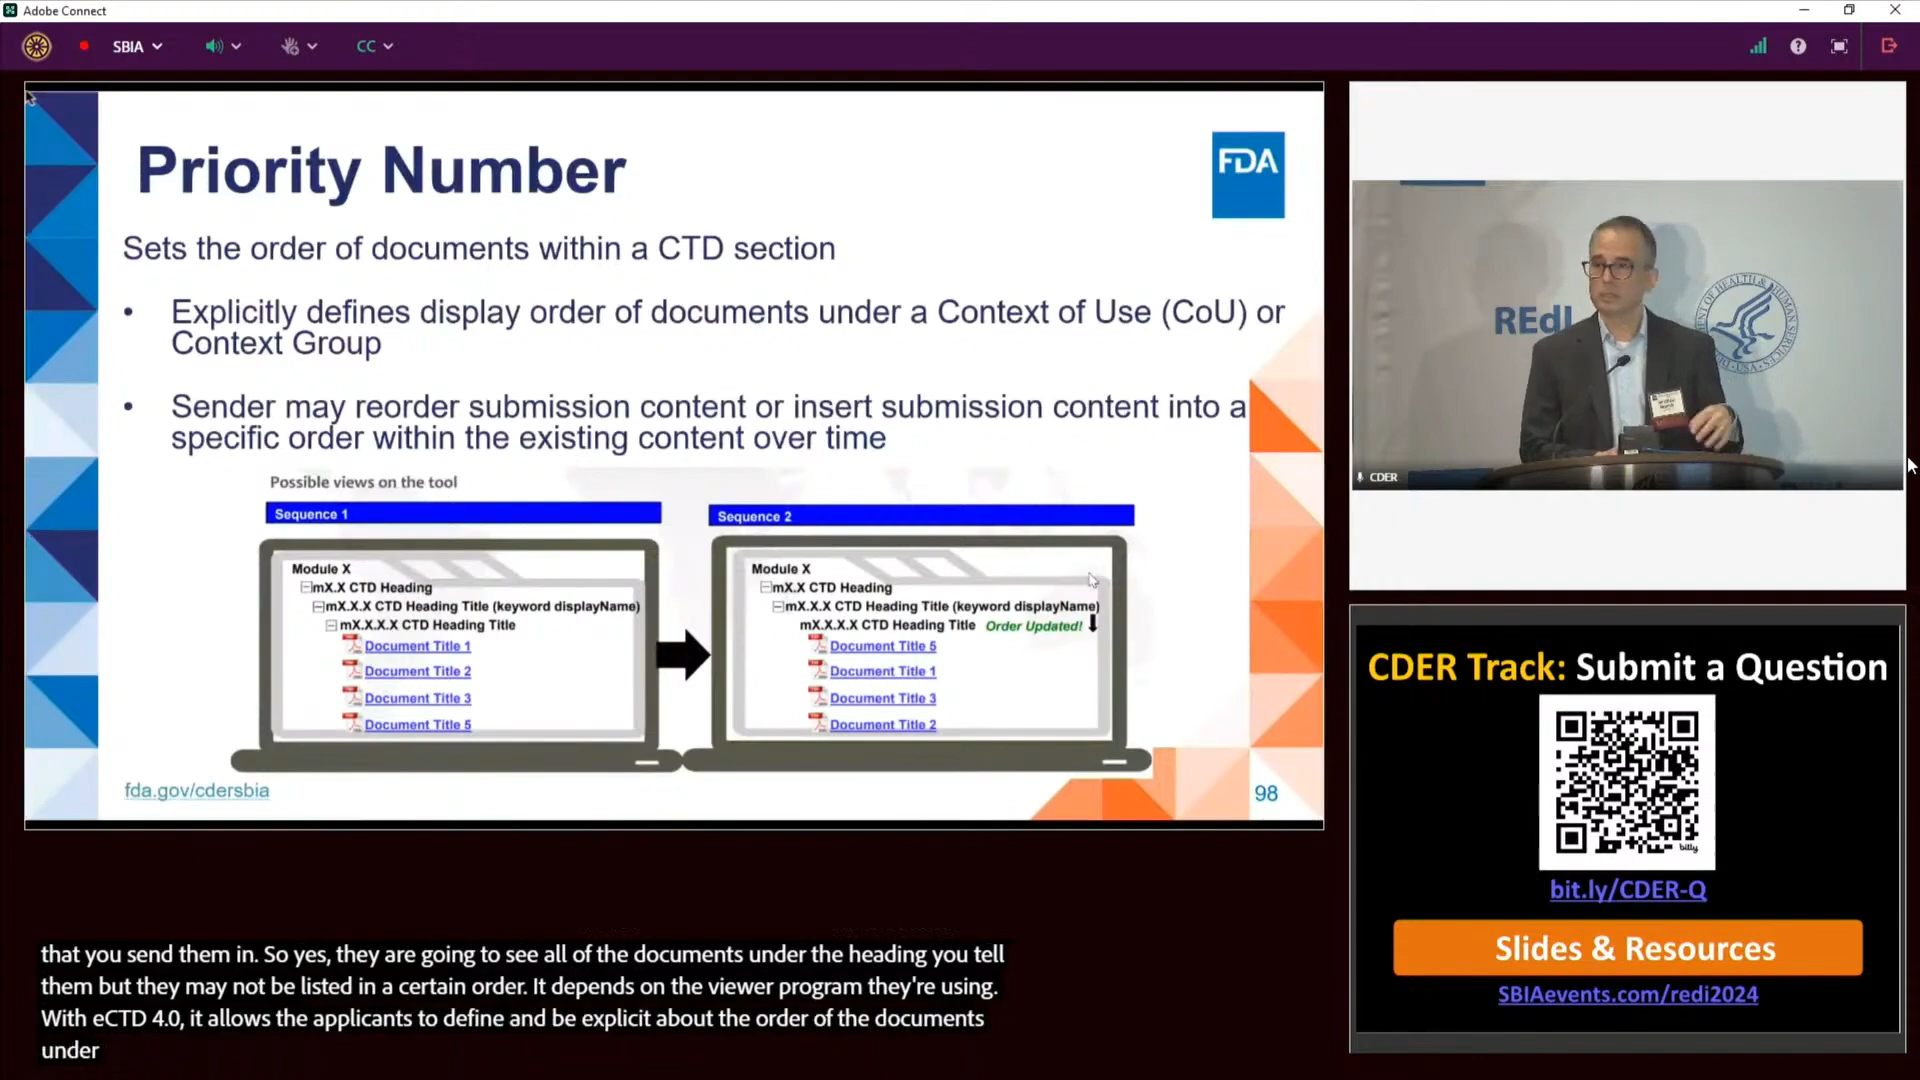 Adobe Connect
SBIA
CC
Priority Number
FDA
Sets the order of documents within a CTD section
• Explicitly defines display order of documents under a Context of Use (CoU) or
Context Group
• Sender may reorder submission content or insert submission content into a
specific order within the existing content over time
Possible views on the tool
Sequence 1
Module X
mX.X CTD Heading
mX.X.X CTD Heading Title (keyword displayName)
mX.X.X.X CTD Heading Title
Document Title 1
Document Title 2
Document Title 3
Document Title 5
Sequence 2
Module X
mX.X CTD Heading
mX.X.X CTD Heading Title (keyword displayName)
mX.X.X.X CTD Heading Title Order Updated!
Document Title 5
Document Title 1
Document Title 3
Document Title 2
fda.gov/cdersbia
98
REdI
CDER
CDER Track: Submit a Question
bitly
bit.ly/CDER-Q
Slides & Resources
SBIAevents.com/redi2024
that you send them in. So yes, they are going to see all of the documents under the heading you tell
them but they may not be listed in a certain order. It depends on the viewer program they're using.
With eCTD 4.0, it allows the applicants to define and be explicit about the order of the documents
under